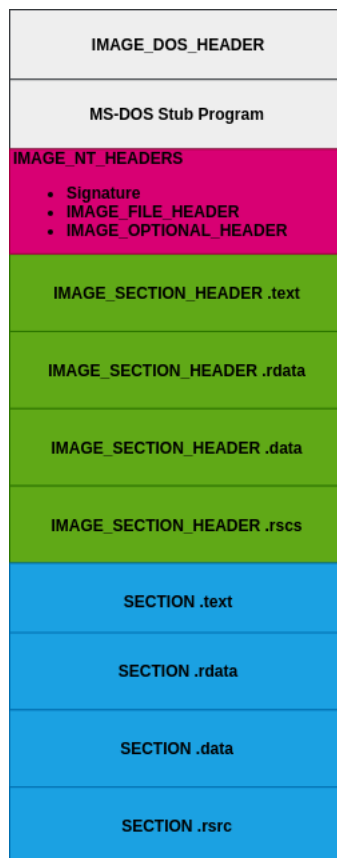 IMAGE_DOS_HEADER
MS-DOS Stub Program
IMAGE_NT_HEADERS
• Signature
• IMAGE_FILE_HEADER
• IMAGE_OPTIONAL_HEADER
IMAGE_SECTION_HEADER .text
IMAGE_SECTION_HEADER .rdata
IMAGE_SECTION_HEADER .data
IMAGE_SECTION_HEADER .rscs
SECTION .text
SECTION .rdata
SECTION .data
SECTION .rsrc